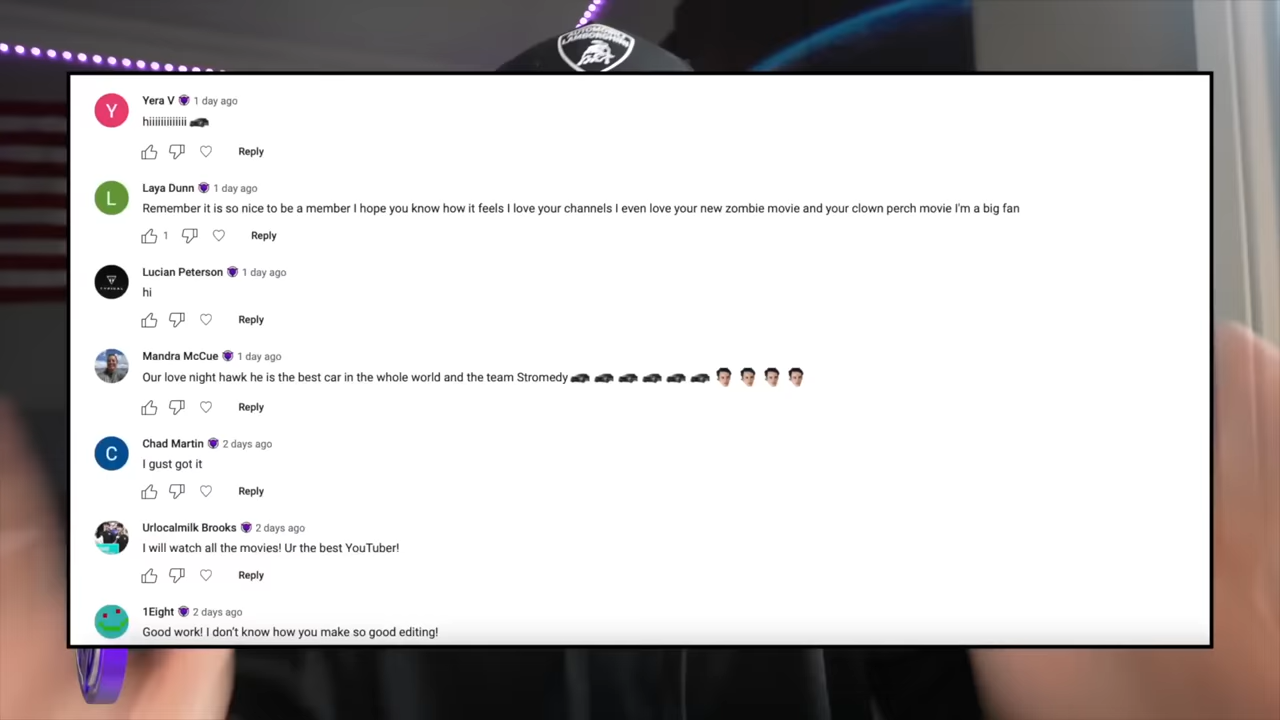 AUTOMOBILI
LAMBORGHINI
Y
Yera V 1 day ago
hiiiiiiiiiiiii
Reply
L
Laya Dunn 1 day ago
Remember it is so nice to be a member I hope you know how it feels I love your channels I even love your new zombie movie and your clown perch movie I'm a big fan
1
Reply
Lucian Peterson 1 day ago
hi
Reply
Mandra McCue 1 day ago
Our love night hawk he is the best car in the whole world and the team Stromedy
Reply
C
Chad Martin 2 days ago
I gust got it
Reply
Urlocalmilk Brooks 2 days ago
I will watch all the movies! Ur the best YouTuber!
Reply
1Eight 2 days ago
Good work! I don’t know how you make so good editing!